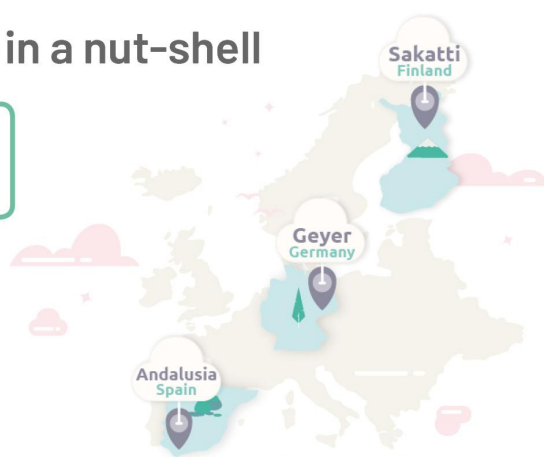 in a nut-shell
Sakatti
Finland
Geyer
Germany
Andalusia
Spain